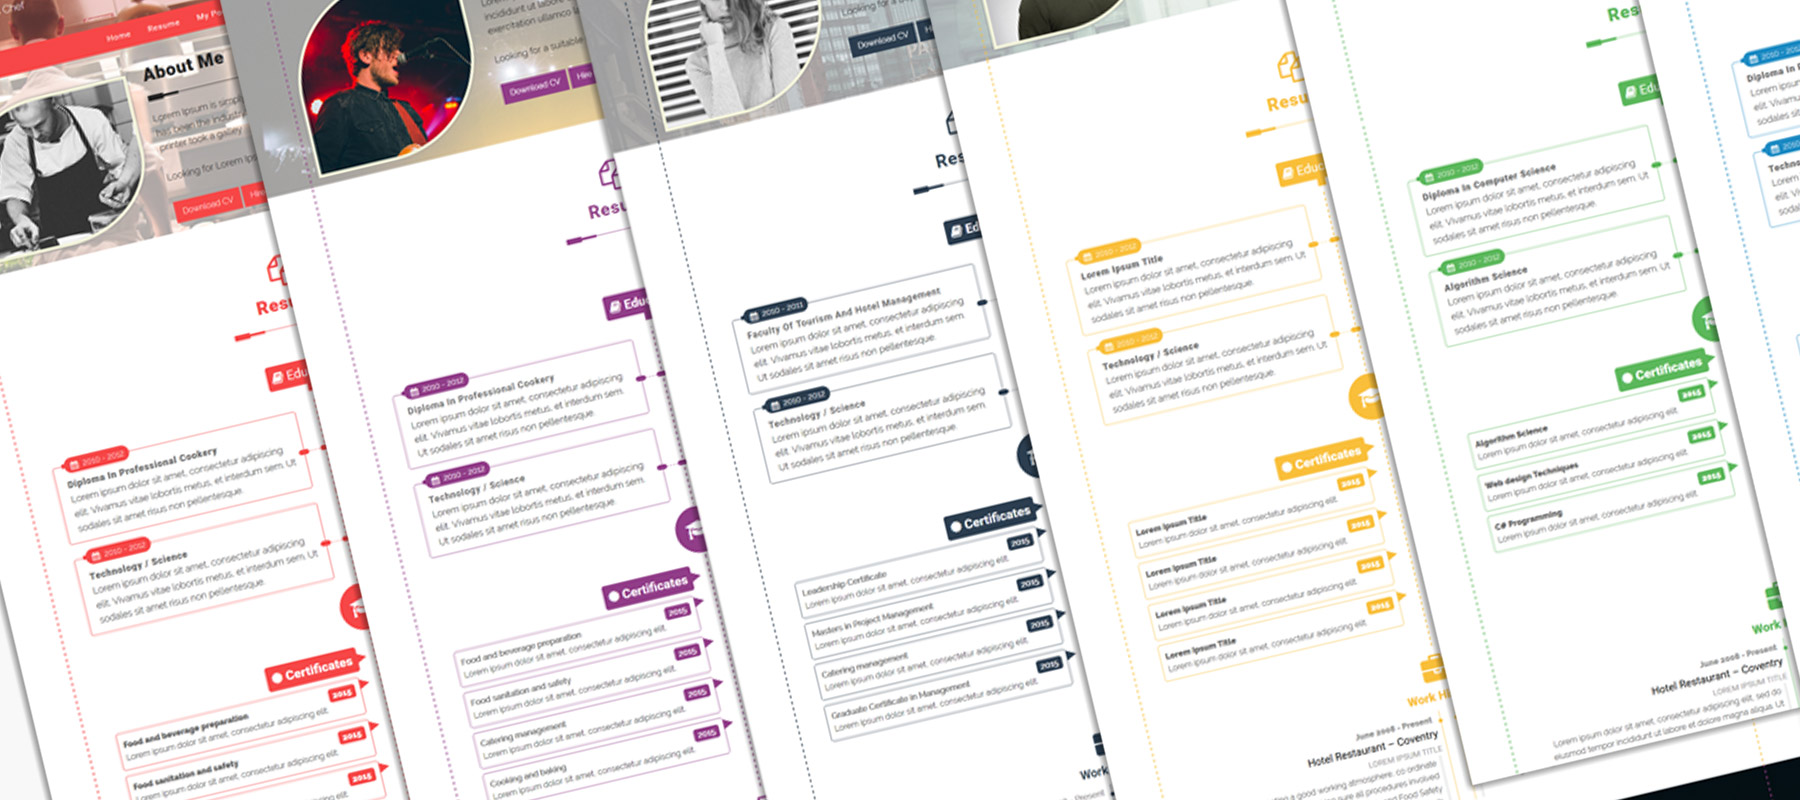 Chef
Home Resume My Po
About Me
Lorem Ipsum is simply
has been the industry
printer took a galley
Looking for Lorem Ips
Download CV Hire
Res
Edu
2010 - 2012
Diploma In Professional Cookery
Lorem ipsum dolor sit amet, consectetur adipiscing
elit. Vivamus vitae lobortis metus, et interdum sem. Ut
sodales sit amet risus non pellentesque.
2010 - 2012
Technology / Science
Lorem ipsum dolor sit amet, consectetur adipiscing
elit. Vivamus vitae lobortis metus, et interdum sem. Ut
sodales sit amet risus non pellentesque.
Certificates
2015
Food and beverage preparation
Lorem ipsum dolor sit amet, consectetur adipiscing elit.
2015
Food sanitation and safety
Lorem ipsum dolor sit amet, consectetur adipiscing elit.
2015
incididunt ut labore
exercitation ullamco la
Looking for a suitable
Download CV Hire
Resu
Educ
2010 - 2012
Diploma In Professional Cookery
Lorem ipsum dolor sit amet, consectetur adipiscing
elit. Vivamus vitae lobortis metus, et interdum sem.
Ut sodales sit amet risus non pellentesque.
2010 - 2012
Technology / Science
Lorem ipsum dolor sit amet, consectetur adipiscing
elit. Vivamus vitae lobortis metus, et interdum sem.
Ut sodales sit amet risus non pellentesque.
Certificates
2015
Food and beverage preparation
Lorem ipsum dolor sit amet, consectetur adipiscing elit.
2015
Food sanitation and safety
Lorem ipsum dolor sit amet, consectetur adipiscing elit.
2015
Catering management
Lorem ipsum dolor sit amet, consectetur adipiscing elit.
2015
Cooking and baking
Lorem ipsum dolor sit amet, consectetur adipiscing elit.
Looking for a
Download CV H
Res
Ed
2010 - 2011
Faculty Of Tourism And Hotel Management
Lorem ipsum dolor sit amet, consectetur adipiscing
elit. Vivamus vitae lobortis metus, et interdum sem.
Ut sodales sit amet risus non pellentesque.
2010 - 2012
Technology / Science
Lorem ipsum dolor sit amet, consectetur adipiscing
elit. Vivamus vitae lobortis metus, et interdum sem.
Ut sodales sit amet risus non pellentesque.
Certificates
2015
Leadership Certificate
Lorem ipsum dolor sit amet, consectetur adipiscing elit.
2015
Masters in Project Management
Lorem ipsum dolor sit amet, consectetur adipiscing elit.
2015
Catering management
Lorem ipsum dolor sit amet, consectetur adipiscing elit.
2015
Graduate Certificate in Management
Lorem ipsum dolor sit amet, consectetur adipiscing elit.
Work
- Present
Resu
Educ
2010 - 2012
Lorem Ipsum Title
Lorem ipsum dolor sit amet, consectetur adipiscing
elit. Vivamus vitae lobortis metus, et interdum sem. Ut
sodales sit amet risus non pellentesque.
2010 - 2012
Technology / Science
Lorem ipsum dolor sit amet, consectetur adipiscing
elit. Vivamus vitae lobortis metus, et interdum sem. Ut
sodales sit amet risus non pellentesque.
Certificates
2015
Lorem Ipsum Title
Lorem ipsum dolor sit amet, consectetur adipiscing elit.
2015
Lorem Ipsum Title
Lorem ipsum dolor sit amet, consectetur adipiscing elit.
2015
Lorem Ipsum Title
Lorem ipsum dolor sit amet, consectetur adipiscing elit.
2015
Lorem Ipsum Title
Lorem ipsum dolor sit amet, consectetur adipiscing elit.
Work Hi
June 2008 - Present
Hotel Restaurant – Coventry
LOREM IPSUM TITLE
a good working atmosphere, co ordinate
sure all procedures involved
and Food Safety
Res
Edu
2010 - 2012
Diploma In Computer Science
Lorem ipsum dolor sit amet, consectetur adipiscing
elit. Vivamus vitae lobortis metus, et interdum sem. Ut
sodales sit amet risus non pellentesque.
2010 - 2012
Algorithm Science
Lorem ipsum dolor sit amet, consectetur adipiscing
elit. Vivamus vitae lobortis metus, et interdum sem. Ut
sodales sit amet risus non pellentesque.
Certificates
2015
Algorithm Science
Lorem ipsum dolor sit amet, consectetur adipiscing elit.
2015
Web design Techniques
Lorem ipsum dolor sit amet, consectetur adipiscing elit.
2015
C# Programming
Lorem ipsum dolor sit amet, consectetur adipiscing elit.
Work
June 2008 - Present
Hotel Restaurant – Coventry
LOREM IPSUM TITLE
Lorem ipsum dolor sit amet, consectetur adipiscing elit, sed do
eiusmod tempor incididunt ut labore et dolore magna aliqua. Ut
2010 - 2012
Diploma In P
Lorem ipsu
elit. Vivamu
sodales s
2010
Techno
Lorem
elit. V
sodal